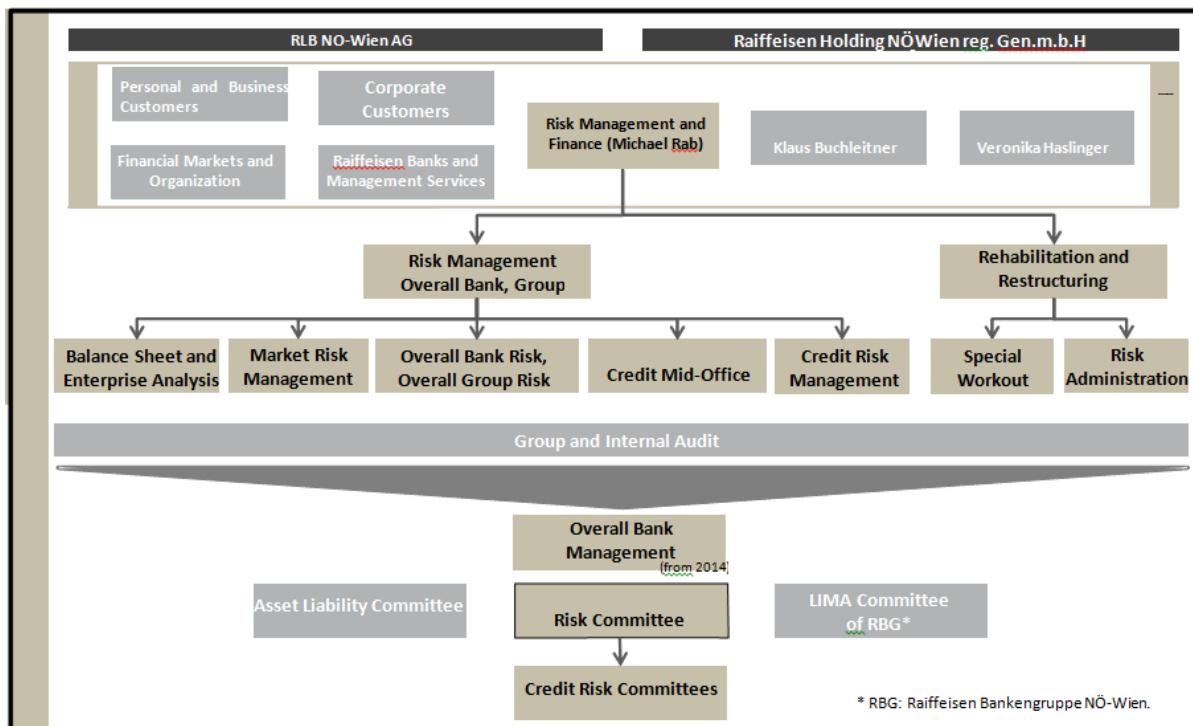 RLB NO-Wien AG
Raiffeisen Holding NÖWien reg. Gen.m.b.H
Personal and Business
Customers
Corporate
Customers
Risk Management and
Finance (Michael Rab)
Klaus Buchleitner
Veronika Haslinger
Financial Markets and
Organization
Raiffeisen Banks and
Management Services
Risk Management
Overall Bank, Group
Rehabilitation and
Restructuring
Balance Sheet and
Enterprise Analysis
Market Risk
Management
Overall Bank Risk,
Overall Group Risk
Credit Mid-Office
Credit Risk
Management
Special
Workout
Risk
Administration
Group and Internal Audit
Overall Bank
Management
(from 2014)
Asset Liability Committee
Risk Committee
LIMA Committee
of RBG*
Credit Risk Committees
* RBG: Raiffeisen Bankengruppe NÖ-Wien.